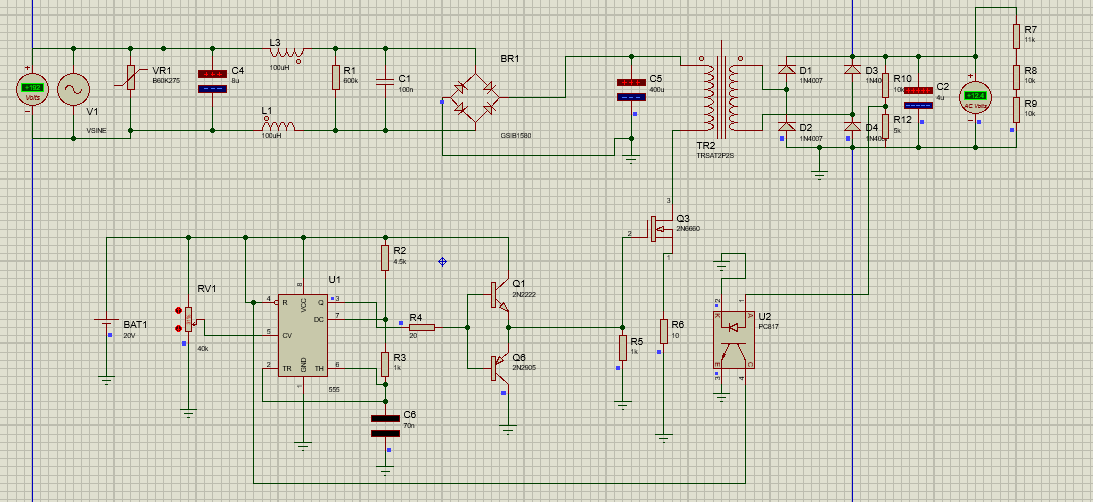 L3
100uH
BR1
GSIB1580
+
+192
Volts
−
V1
VSINE
VR1
B60K275
C4
8u
L1
100uH
R1
600k
C1
100n
C5
400u
TR2
TRSAT2P2S
D1
1N4007
D2
1N4007
D3
1N40
D4
R10
10k
R12
5k
C2
4u
+
AC Volts
−
R7
11k
R8
10k
R9
10k
Q3
2N6660
3
2
1
R6
10
R5
1k
U2
PC817
2
1
K
A
E
C
3
4
BAT1
20V
RV1
40k
U1
555
R
VCC
Q
DC
CV
TR
GND
TH
4
8
3
7
5
2
1
6
R2
4.5k
R3
1k
C6
70n
R4
20
Q1
2N2222
Q6
2N2905